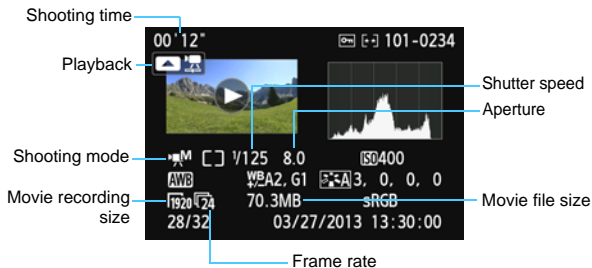 Shooting time
00'12" 101-0234
Playback
Shutter speed
Aperture
Shooting mode M 1/125 8.0 ISO400
AWB WB A2, G1 A 3, 0, 0, 0
Movie recording size 1920 24 70.3MB sRGB Movie file size
28/32 03/27/2013 13:30:00
Frame rate